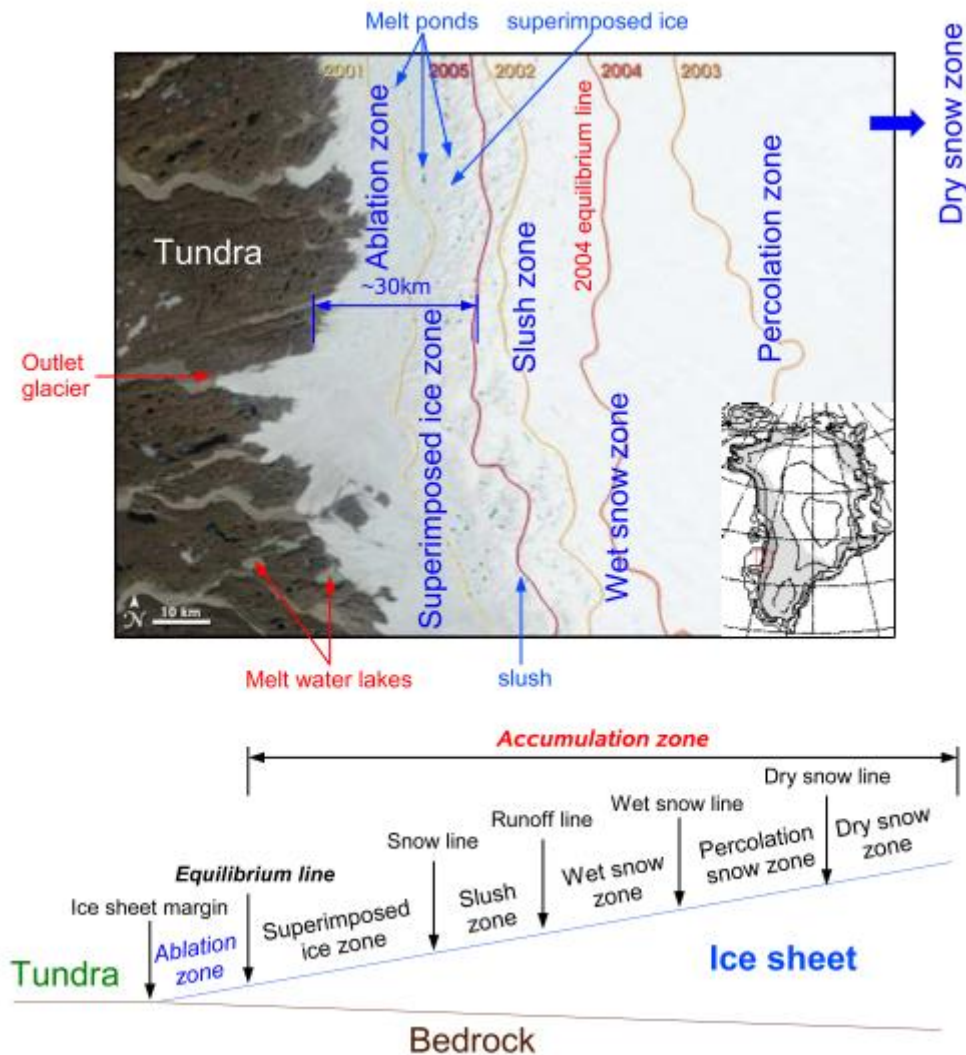 Melt ponds
superimposed ice
2001
2005
2002
2004
2003
Dry snow zone
Ablation zone
2004 equilibrium line
Percolation zone
Tundra
~30km
Slush zone
Outlet
glacier
Superimposed ice zone
Wet snow zone
N
10 km
Melt water lakes
slush
Accumulation zone
Dry snow line
Wet snow line
Runoff line
Snow line
Equilibrium line
Ice sheet margin
Tundra
Ablation
zone
Superimposed
ice zone
Slush
zone
Wet snow
zone
Percolation
snow zone
Dry snow
zone
Ice sheet
Bedrock